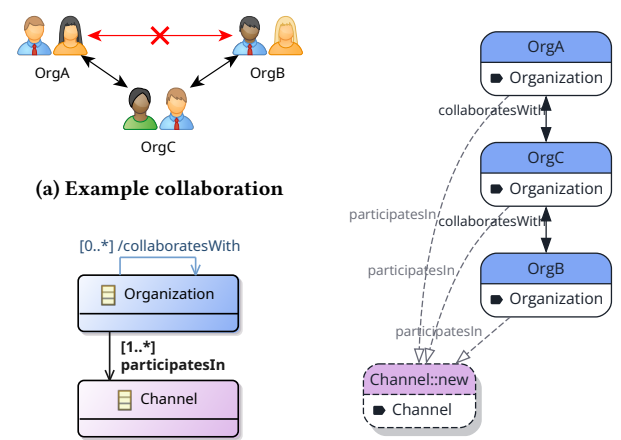 OrgA
OrgB
OrgC
(a) Example collaboration
[0..*] /collaboratesWith
Organization
[1..*]
participatesIn
Channel
OrgA
Organization
collaboratesWith
OrgC
Organization
participatesIn
collaboratesWith
participatesIn
OrgB
Organization
participatesIn
Channel::new
Channel